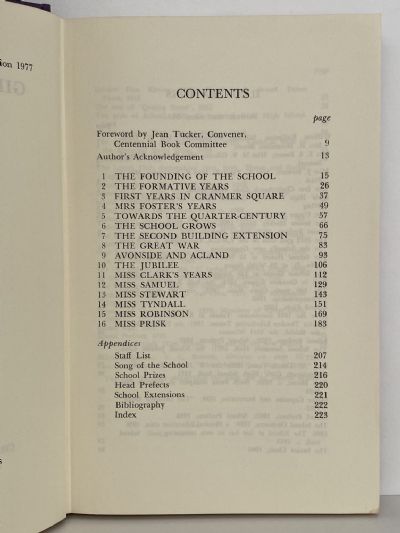 ion 1977
CONTENTS
page
Foreword by Jean Tucker, Convener,
Centennial Book Committee 9
Author's Acknowledgement 13
1 THE FOUNDING OF THE SCHOOL 15
2 THE FORMATIVE YEARS 26
3 FIRST YEARS IN CRANMER SQUARE 37
4 MRS FOSTER'S YEARS 49
5 TOWARDS THE QUARTER-CENTURY 57
6 THE SCHOOL GROWS 66
7 THE SECOND BUILDING EXTENSION 75
8 THE GREAT WAR 83
9 AVONSIDE AND ACLAND 93
10 THE JUBILEE 106
11 MISS CLARK'S YEARS 112
12 MISS SAMUEL 129
13 MISS STEWART 143
14 MISS TYNDALL 151
15 MISS ROBINSON 169
16 MISS PRISK 183
Appendices
Staff List 207
Song of the School 214
School Prizes 216
Head Prefects 220
School Extensions 221
Bibliography 222
Index 223
s